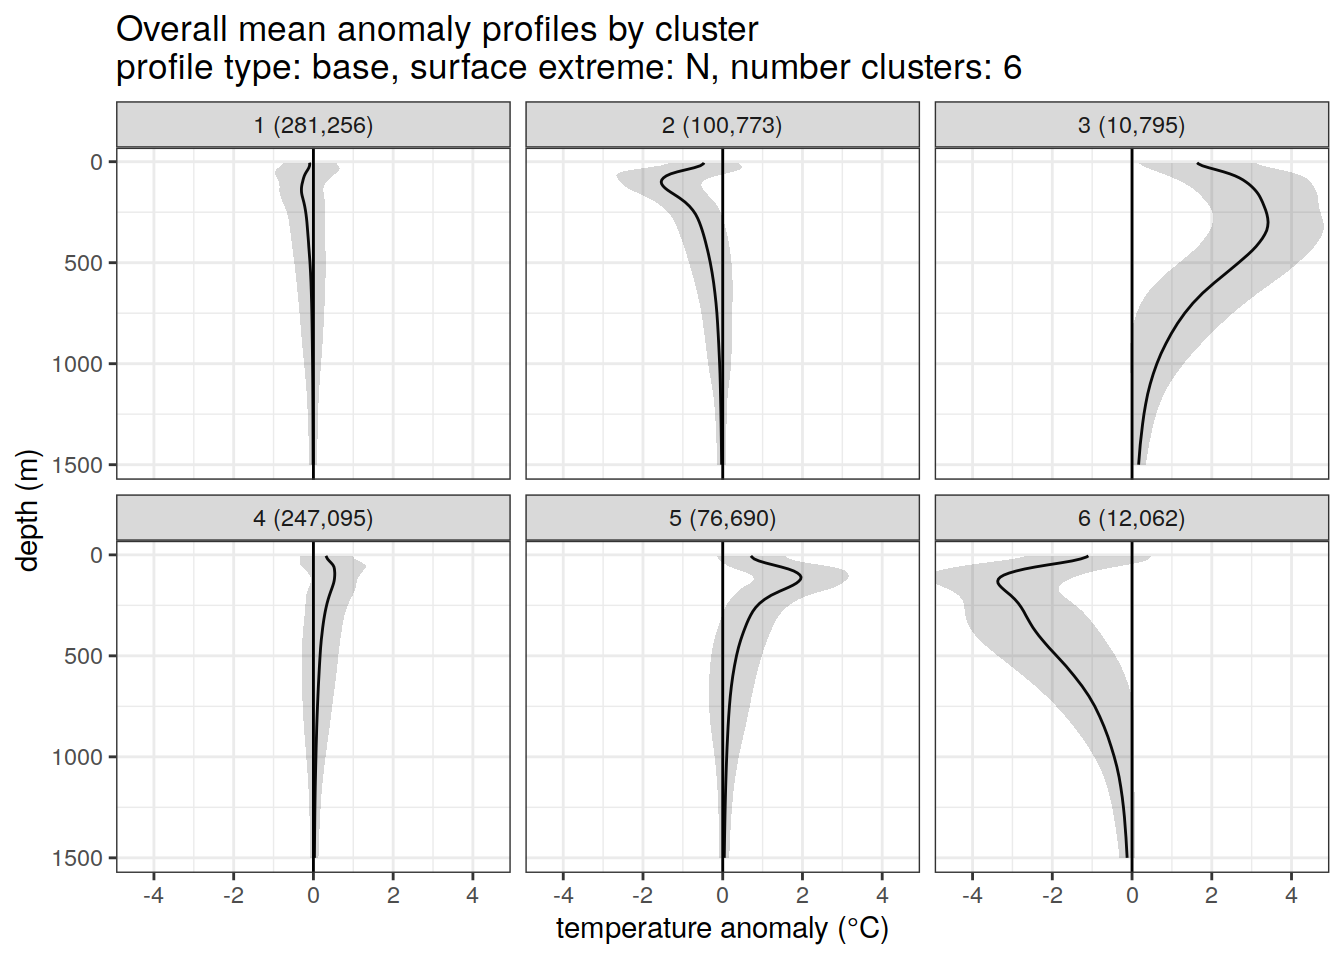 Overall mean anomaly profiles by cluster
profile type: base, surface extreme: N, number clusters: 6
1 (281,256)
2 (100,773)
3 (10,795)
0
500
1000
1500
4 (247,095)
5 (76,690)
6 (12,062)
0
500
1000
1500
depth (m)
-4 -2 0 2 4
-4 -2 0 2 4
-4 -2 0 2 4
temperature anomaly (°C)